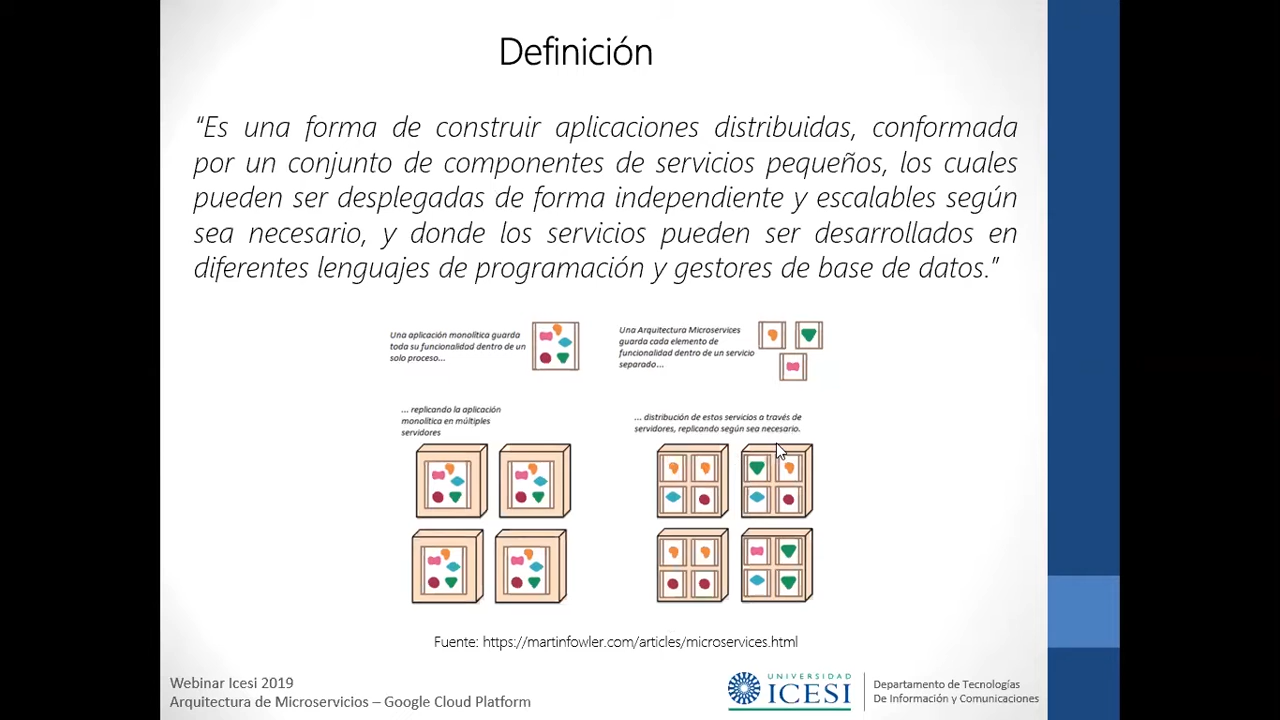 Definición
“Es una forma de construir aplicaciones distribuidas, conformada
por un conjunto de componentes de servicios pequeños, los cuales
pueden ser desplegadas de forma independiente y escalables según
sea necesario, y donde los servicios pueden ser desarrollados en
diferentes lenguajes de programación y gestores de base de datos.”
Una aplicación monolítica guarda
toda su funcionalidad dentro de un
solo proceso...
Una Arquitectura Microservices
guarda cada elemento de
funcionalidad dentro de un servicio
separado...
... replicando la aplicación
monolítica en múltiples
servidores
... distribución de estos servicios a través de
servidores, replicando según sea necesario.
Fuente: https://martinfowler.com/articles/microservices.html
Webinar Icesi 2019
Arquitectura de Microservicios – Google Cloud Platform
UNIVERSIDAD
ICESI
Departamento de Tecnologías
De Información y Comunicaciones